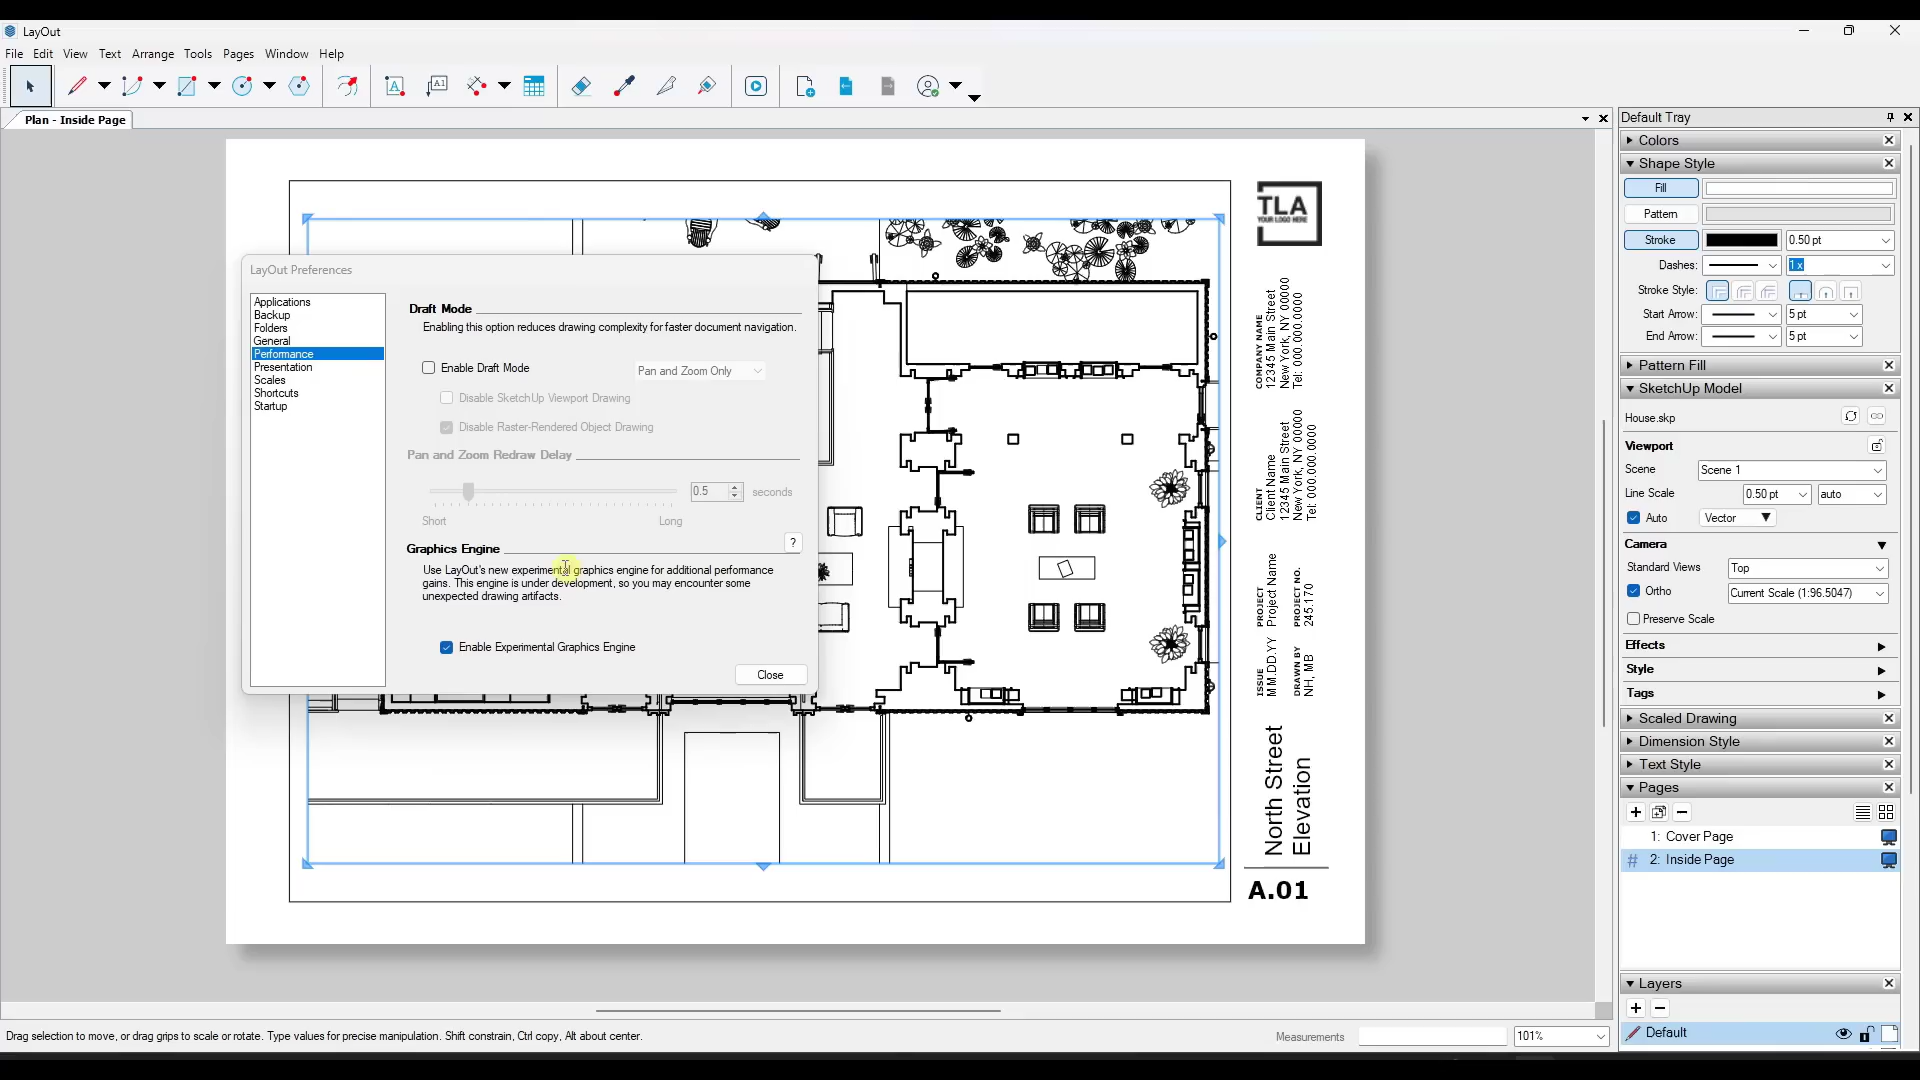 LayOut
File Edit View Text Arrange Tools Pages Window Help
A
A1
Plan - Inside Page
Default Tray
Colors
Shape Style
Fill
Pattern
Stroke 0.50 pt
Dashes: 1 x
Stroke Style:
Start Arrow: 5 pt
End Arrow: 5 pt
Pattern Fill
SketchUp Model
House.skp
Viewport
Scene Scene 1
Line Scale 0.50 pt auto
Auto Vector
Camera
Standard Views Top
Ortho Current Scale (1:96.5047)
Preserve Scale
Effects
Style
Tags
Scaled Drawing
Dimension Style
Text Style
Pages
1: Cover Page
# 2: Inside Page
Layers
Default
LayOut Preferences
Applications
Backup
Folders
General
Performance
Presentation
Scales
Shortcuts
Startup
Draft Mode
Enabling this option reduces drawing complexity for faster document navigation.
Enable Draft Mode Pan and Zoom Only
Disable SketchUp Viewport Drawing
Disable Raster-Rendered Object Drawing
Pan and Zoom Redraw Delay
0.5 seconds
Short Long
Graphics Engine ?
Use LayOut's new experimental graphics engine for additional performance
gains. This engine is under development, so you may encounter some
unexpected drawing artifacts.
Enable Experimental Graphics Engine
Close
TLA
YOUR LOGO HERE
COMPANY NAME
12345 Main Street
New York, NY 00000
Tel: 000.000.0000
CLIENT
Client Name
12345 Main Street
New York, NY 00000
Tel: 000.000.0000
PROJECT
Project Name
PROJECT NO.
245.170
ISSUE
MM.DD.YY
DRAWN BY
NH, MB
North Street
Elevation
A.01
Drag selection to move, or drag grips to scale or rotate. Type values for precise manipulation. Shift constrain, Ctrl copy, Alt about center.
Measurements 101%